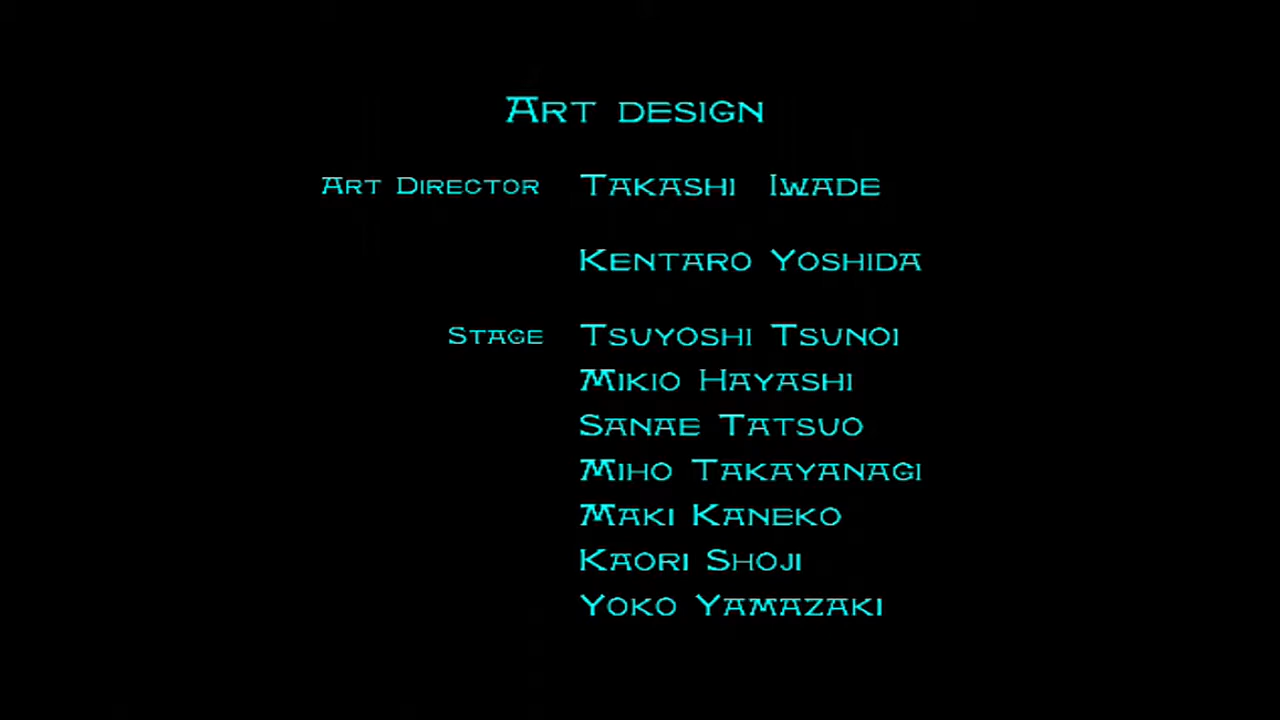 Art design
Art Director Takashi Iwade
Kentaro Yoshida
Stage Tsuyoshi Tsunoi
Mikio Hayashi
Sanae Tatsuo
Miho Takayanagi
Maki Kaneko
Kaori Shoji
Yoko Yamazaki